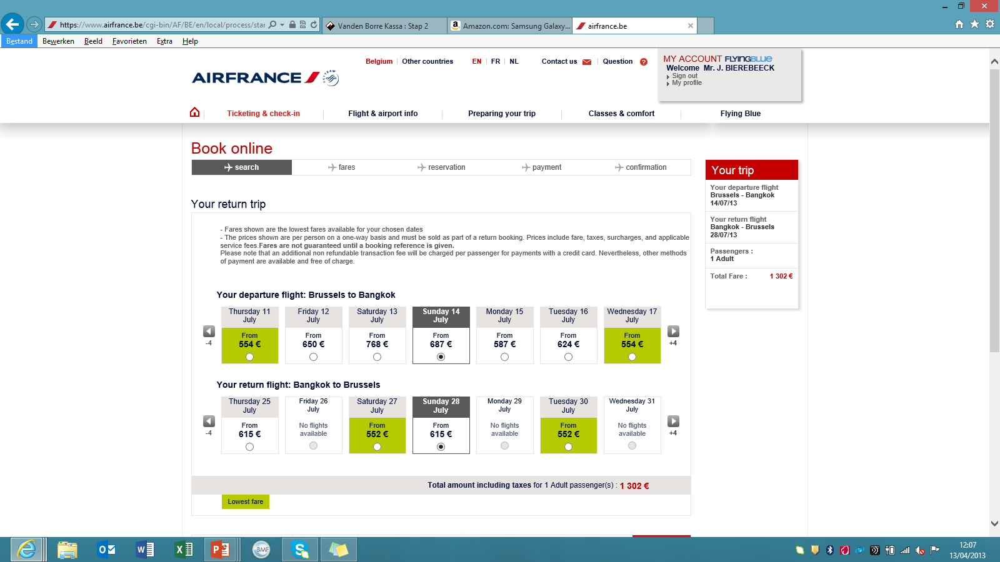 https://www.airfrance.be/cgi-bin/AF/BE/en/local/process/star
Vanden Borre Kassa : Stap 2
Amazon.com: Samsung Galaxy...
airfrance.be
Bestand Bewerken Beeld Favorieten Extra Help
Belgium Other countries EN FR NL Contact us Question ?
MY ACCOUNT FLYINGBLUE
Welcome Mr. J. BIEREBEECK
Sign out
My profile
AIRFRANCE
Ticketing & check-in Flight & airport info Preparing your trip Classes & comfort Flying Blue
Book online
search fares reservation payment confirmation
Your trip
Your departure flight
Brussels - Bangkok
14/07/13
Your return flight
Bangkok - Brussels
28/07/13
Passengers :
1 Adult
Total Fare : 1 302 €
Your return trip
- Fares shown are the lowest fares available for your chosen dates
- The prices shown are per person on a one-way basis and must be sold as part of a return booking. Prices include fare, taxes, surcharges, and applicable
service fees.Fares are not guaranteed until a booking reference is given.
Please note that an additional non refundable transaction fee will be charged per passenger for payments with a credit card. Nevertheless, other methods
of payment are available and free of charge.
Your departure flight: Brussels to Bangkok
Thursday 11 Friday 12 Saturday 13 Sunday 14 Monday 15 Tuesday 16 Wednesday 17
July July July July July July July
From From From From From From From
554 € 650 € 768 € 687 € 587 € 624 € 554 €
-4 +4
Your return flight: Bangkok to Brussels
Thursday 25 Friday 26 Saturday 27 Sunday 28 Monday 29 Tuesday 30 Wednesday 31
July July July July July July July
From No flights From From No flights From No flights
615 € available 552 € 615 € available 552 € available
-4 +4
Total amount including taxes for 1 Adult passenger(s) : 1 302 €
Lowest fare
BMF
12:07
13/04/2013